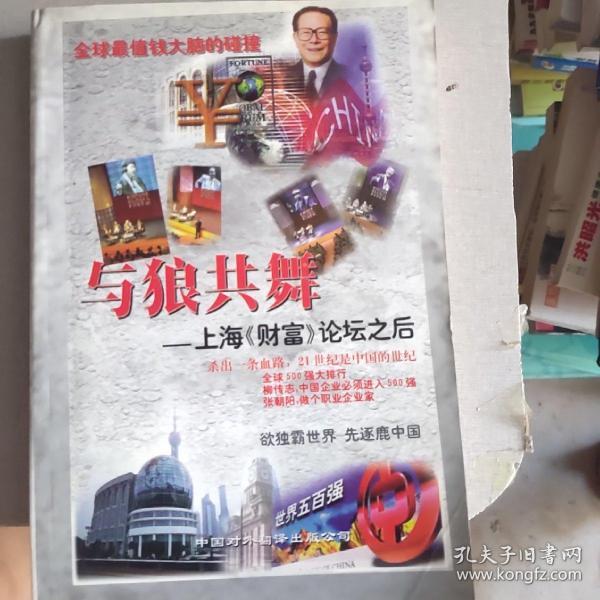 全球最值钱大脑的碰撞
FORTUNE
CHINA
与狼共舞
——上海《财富》论坛之后
杀出一条血路,21世纪是中国的世纪
全球500强大排行
柳传志,中国企业必须进入500强
张朝阳,做个职业企业家
欲独霸世界 先逐鹿中国
世界五百强
中国对外翻译出版公司
CHINA
洪昭光
孔夫子旧书网
www.kongfz.com